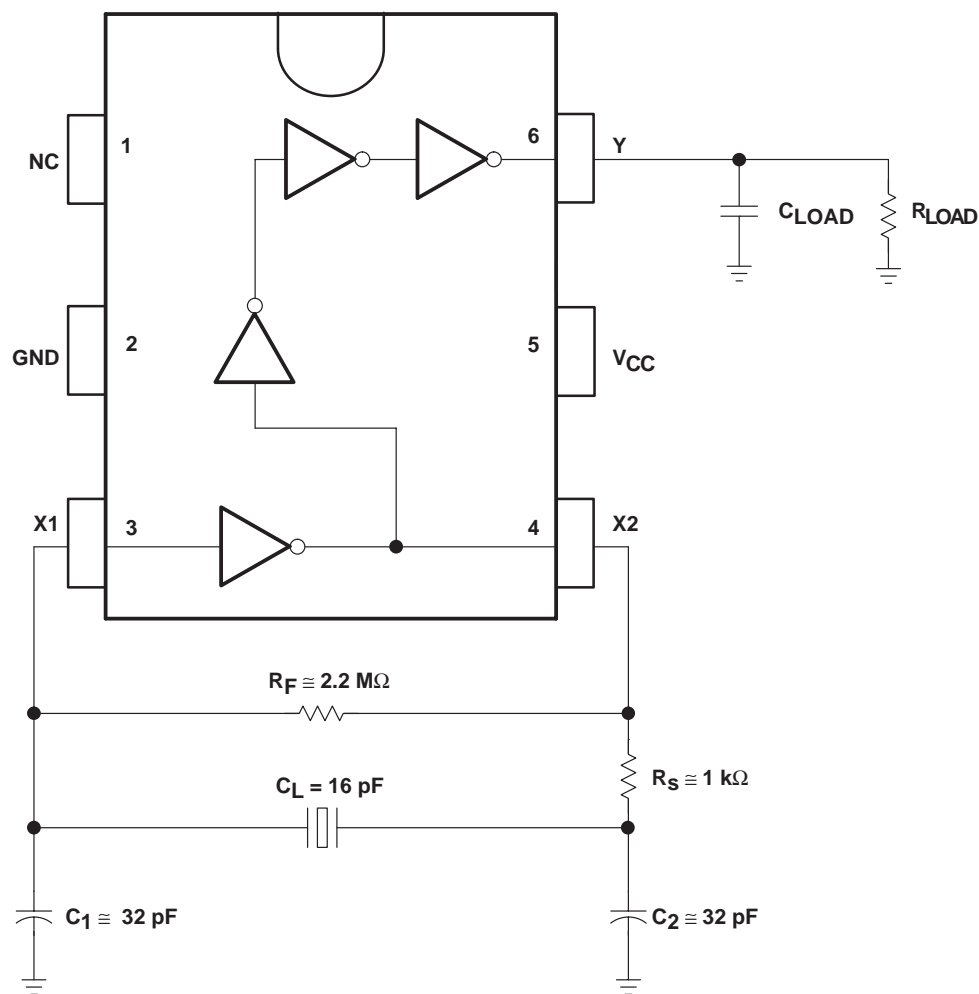 NC
1
6
Y
C_LOAD
R_LOAD
GND
2
5
V_CC
X1
3
4
X2
R_F ≅ 2.2 MΩ
R_s ≅ 1 kΩ
C_L = 16 pF
C_1 ≅ 32 pF
C_2 ≅ 32 pF